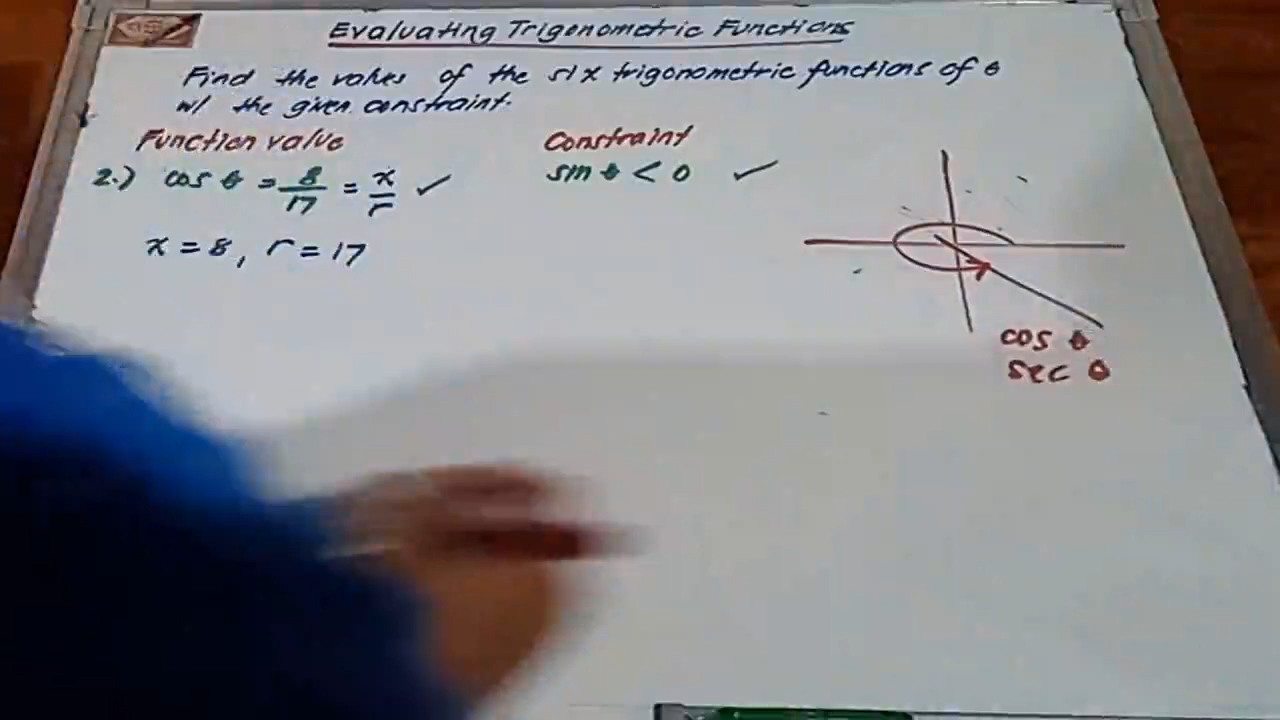 Evaluating Trigonometric Functions
Find the values of the six trigonometric functions of θ
w/ the given constraint.
Function value
Constraint
2.) cos θ = 8/17 = x/r ✓
sin θ < 0 ✓
x = 8, r = 17
cos θ
sec θ